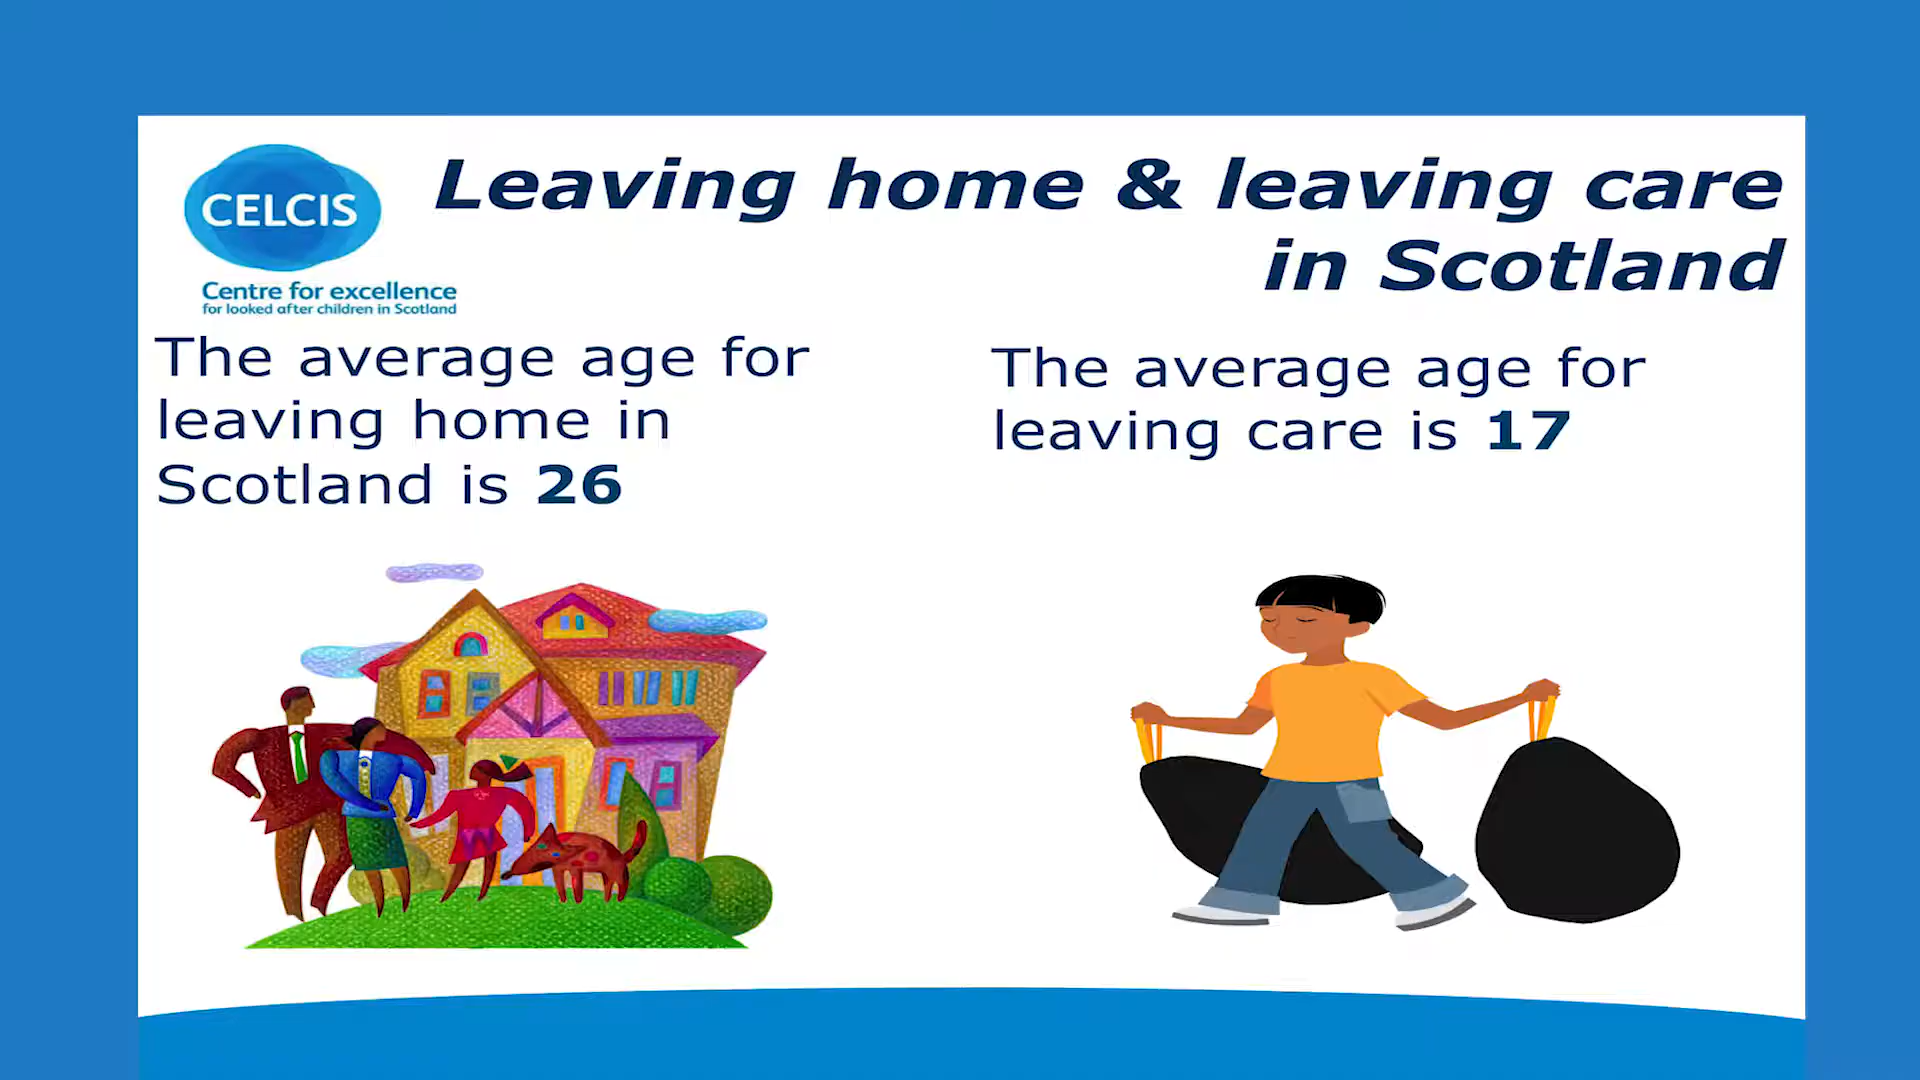 CELCIS
Centre for excellence
for looked after children in Scotland
Leaving home & leaving care
in Scotland
The average age for
leaving home in
Scotland is 26
The average age for
leaving care is 17